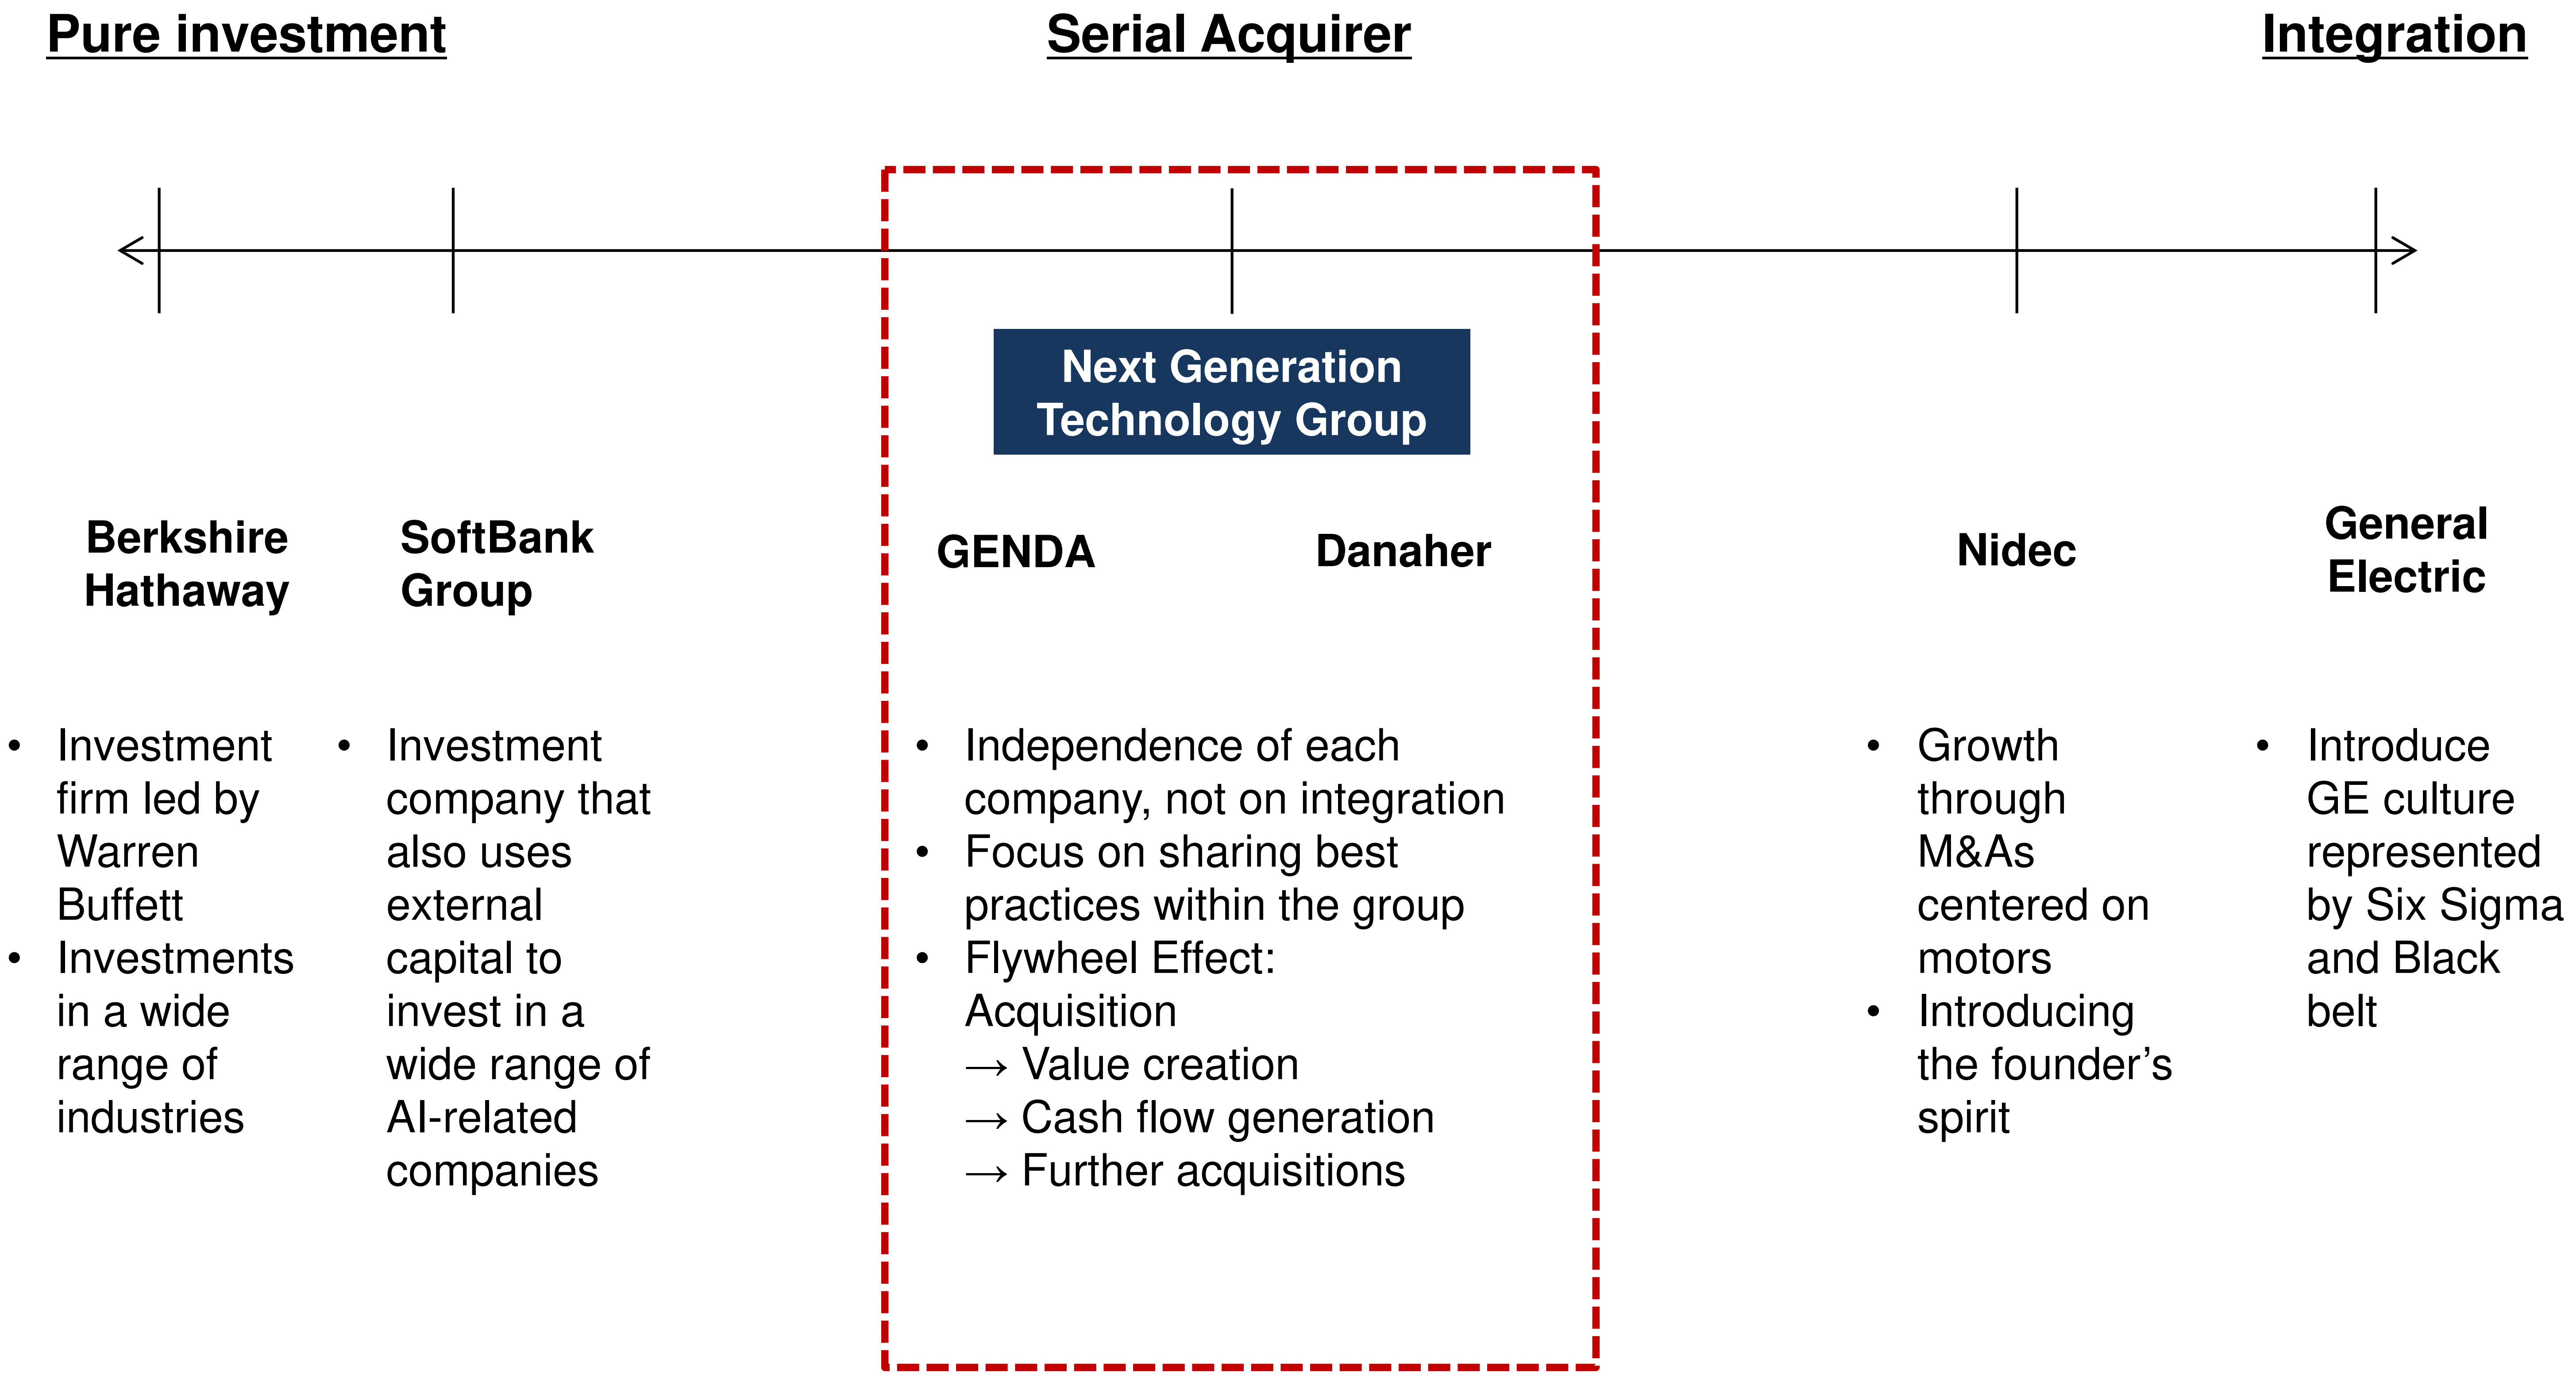 Pure investment
Serial Acquirer
Integration
Next Generation
Technology Group
Berkshire
Hathaway
SoftBank
Group
GENDA
Danaher
Nidec
General
Electric
• Investment
firm led by
Warren
Buffett
• Investments
in a wide
range of
industries
• Investment
company that
also uses
external
capital to
invest in a
wide range of
AI-related
companies
• Independence of each
company, not on integration
• Focus on sharing best
practices within the group
• Flywheel Effect:
Acquisition
→ Value creation
→ Cash flow generation
→ Further acquisitions
• Growth
through
M&As
centered on
motors
• Introducing
the founder’s
spirit
• Introduce
GE culture
represented
by Six Sigma
and Black
belt